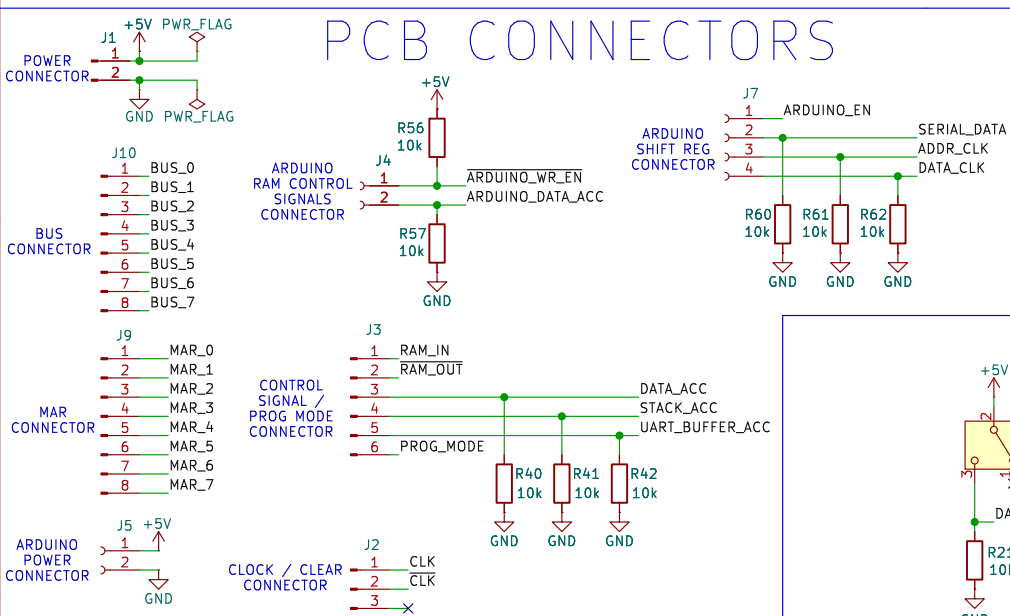 PCB CONNECTORS
+5V PWR_FLAG
J1
POWER
CONNECTOR
1
2
GND PWR_FLAG
J10
BUS
CONNECTOR
1 BUS_0
2 BUS_1
3 BUS_2
4 BUS_3
5 BUS_4
6 BUS_5
7 BUS_6
8 BUS_7
J9
MAR
CONNECTOR
1 MAR_0
2 MAR_1
3 MAR_2
4 MAR_3
5 MAR_4
6 MAR_5
7 MAR_6
8 MAR_7
J5 +5V
ARDUINO
POWER
CONNECTOR
1
2
GND
+5V
R56
10k
ARDUINO
RAM CONTROL
SIGNALS
CONNECTOR
J4
1 ARDUINO_WR_EN
2 ARDUINO_DATA_ACC
R57
10k
GND
J7
ARDUINO
SHIFT REG
CONNECTOR
1 ARDUINO_EN
2 SERIAL_DATA
3 ADDR_CLK
4 DATA_CLK
R60
10k
R61
10k
R62
10k
GND GND GND
J3
CONTROL
SIGNAL /
PROG MODE
CONNECTOR
1 RAM_IN
2 RAM_OUT
3 DATA_ACC
4 STACK_ACC
5 UART_BUFFER_ACC
6 PROG_MODE
R40
10k
R41
10k
R42
10k
GND GND GND
J2
CLOCK / CLEAR
CONNECTOR
1 CLK
2 CLK
3
+5V
2
3 1
R21